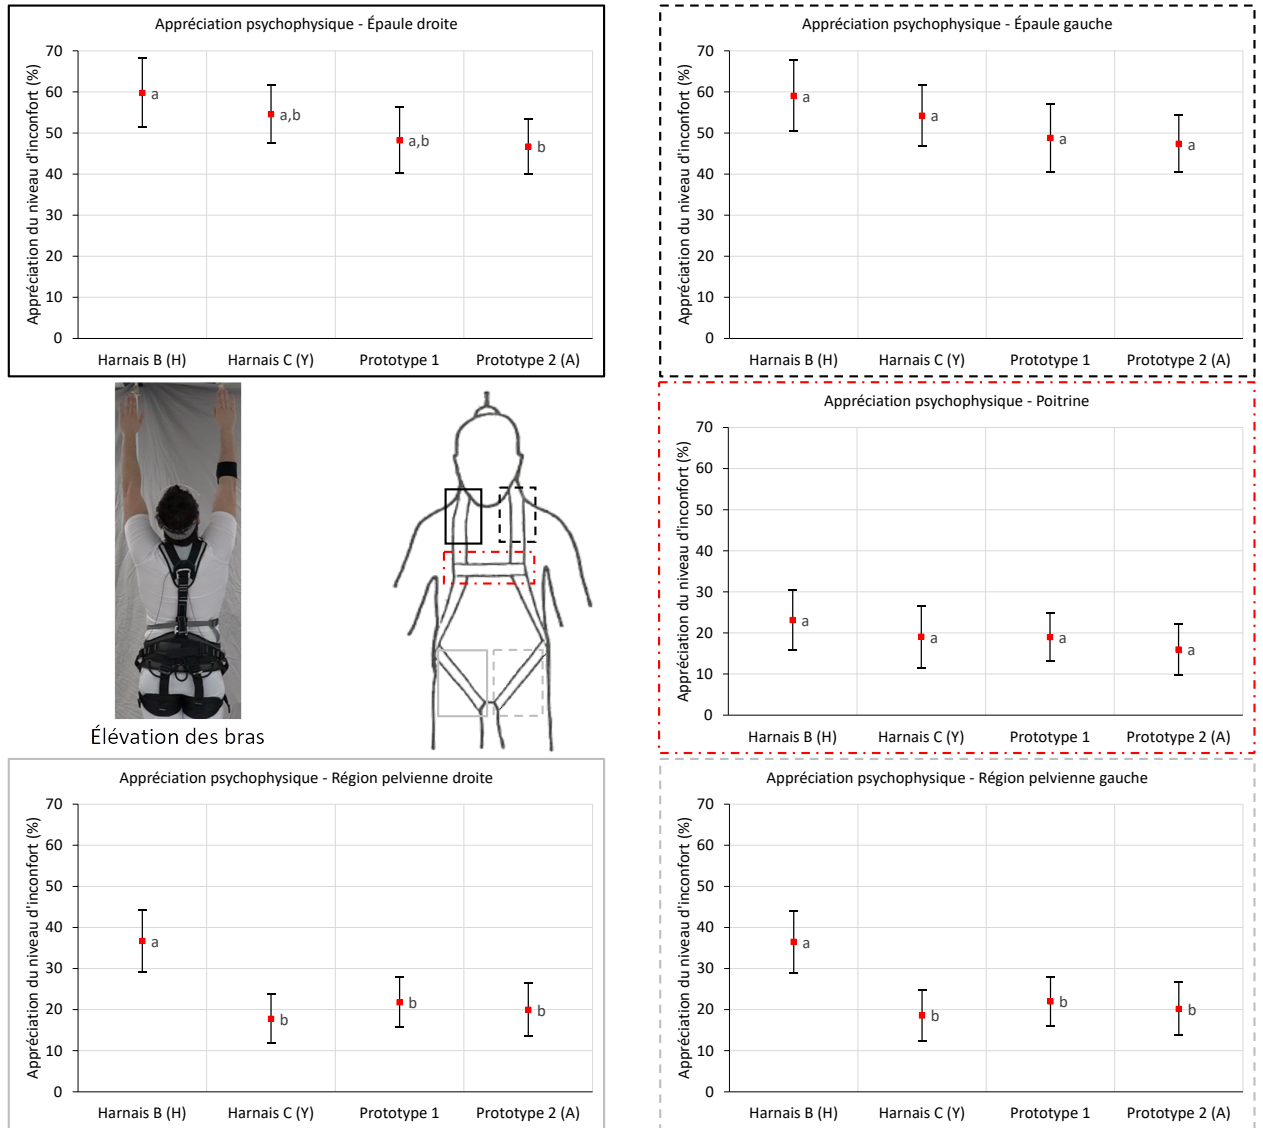 Appréciation psychophysique - Épaule droite
Appréciation du niveau d'inconfort (%)
70
60
50
40
30
20
10
0
a
a,b
a,b
b
Harnais B (H)
Harnais C (Y)
Prototype 1
Prototype 2 (A)
Appréciation psychophysique - Épaule gauche
Appréciation du niveau d'inconfort (%)
70
60
50
40
30
20
10
0
a
a
a
a
Harnais B (H)
Harnais C (Y)
Prototype 1
Prototype 2 (A)
Élévation des bras
Appréciation psychophysique - Poitrine
Appréciation du niveau d'inconfort (%)
70
60
50
40
30
20
10
0
a
a
a
a
Harnais B (H)
Harnais C (Y)
Prototype 1
Prototype 2 (A)
Appréciation psychophysique - Région pelvienne droite
Appréciation du niveau d'inconfort (%)
70
60
50
40
30
20
10
0
a
b
b
b
Harnais B (H)
Harnais C (Y)
Prototype 1
Prototype 2 (A)
Appréciation psychophysique - Région pelvienne gauche
Appréciation du niveau d'inconfort (%)
70
60
50
40
30
20
10
0
a
b
b
b
Harnais B (H)
Harnais C (Y)
Prototype 1
Prototype 2 (A)